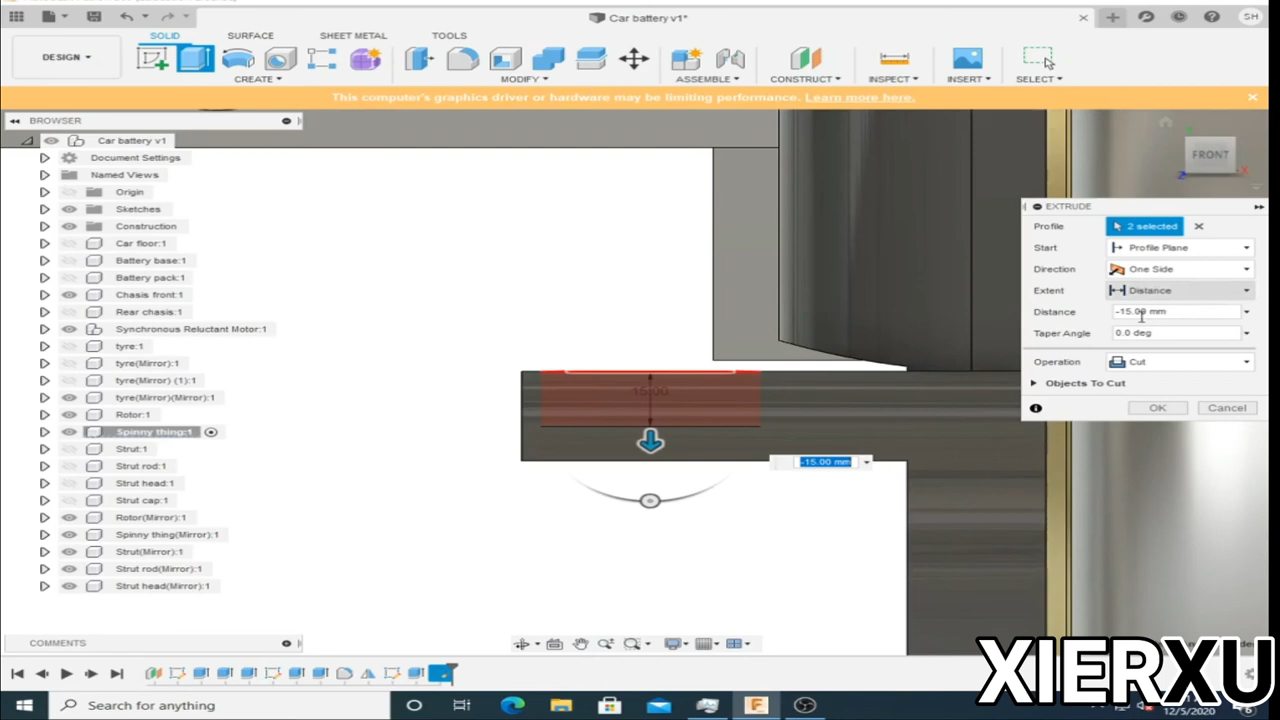 Car battery v1*
SH
DESIGN
SOLID
SURFACE
SHEET METAL
TOOLS
CREATE
MODIFY
ASSEMBLE
CONSTRUCT
INSPECT
INSERT
SELECT
This computer's graphics driver or hardware may be limiting performance. Learn more here.
BROWSER
Car battery v1
Document Settings
Named Views
Origin
Sketches
Construction
Car floor:1
Battery base:1
Battery pack:1
Chasis front:1
Rear chasis:1
Synchronous Reluctant Motor:1
tyre:1
tyre(Mirror):1
tyre(Mirror) (1):1
tyre(Mirror)(Mirror):1
Rotor:1
Spinny thing:1
Strut:1
Strut rod:1
Strut head:1
Strut cap:1
Rotor(Mirror):1
Spinny thing(Mirror):1
Strut(Mirror):1
Strut rod(Mirror):1
Strut head(Mirror):1
15.00
-15.00 mm
FRONT
X
Z
EXTRUDE
Profile 2 selected
Start Profile Plane
Direction One Side
Extent Distance
Distance -15.00 mm
Taper Angle 0.0 deg
Operation Cut
Objects To Cut
OK Cancel
COMMENTS
XIERXU
Search for anything
12/5/2020